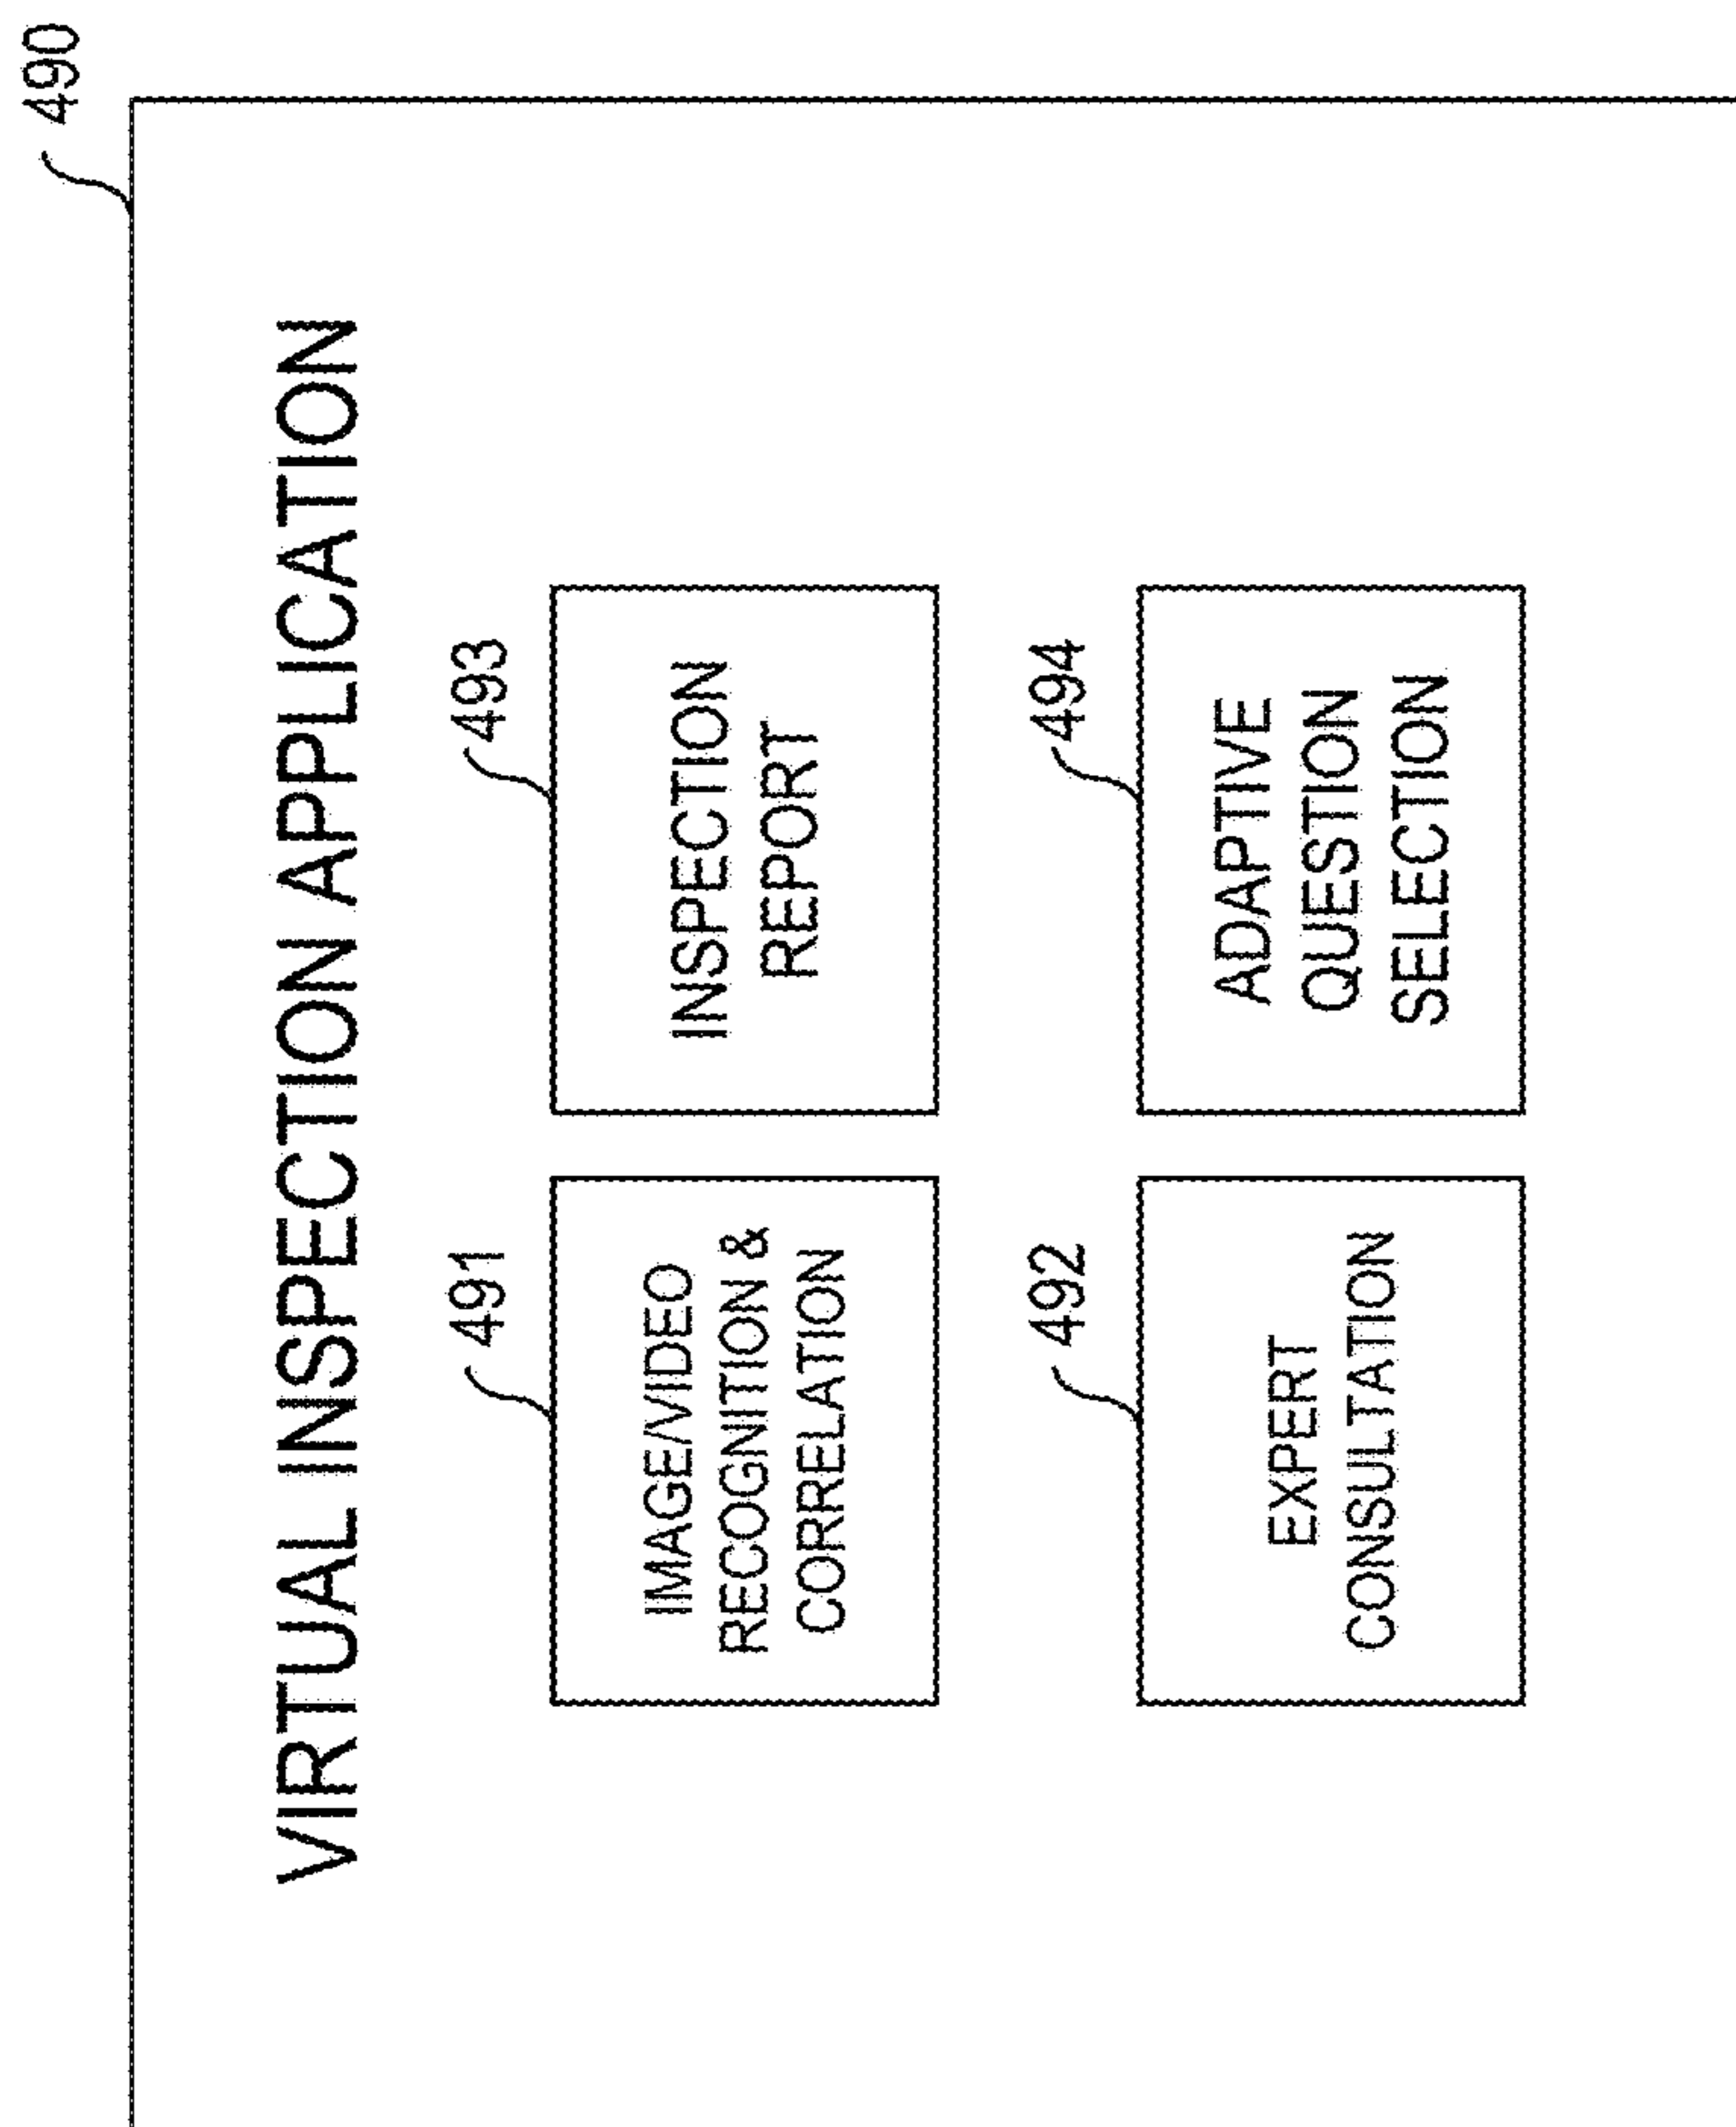 490
VIRTUAL INSPECTION APPLICATION
491
IMAGE/VIDEO
RECOGNITION &
CORRELATION
493
INSPECTION
REPORT
492
EXPERT
CONSULTATION
494
ADAPTIVE
QUESTION
SELECTION